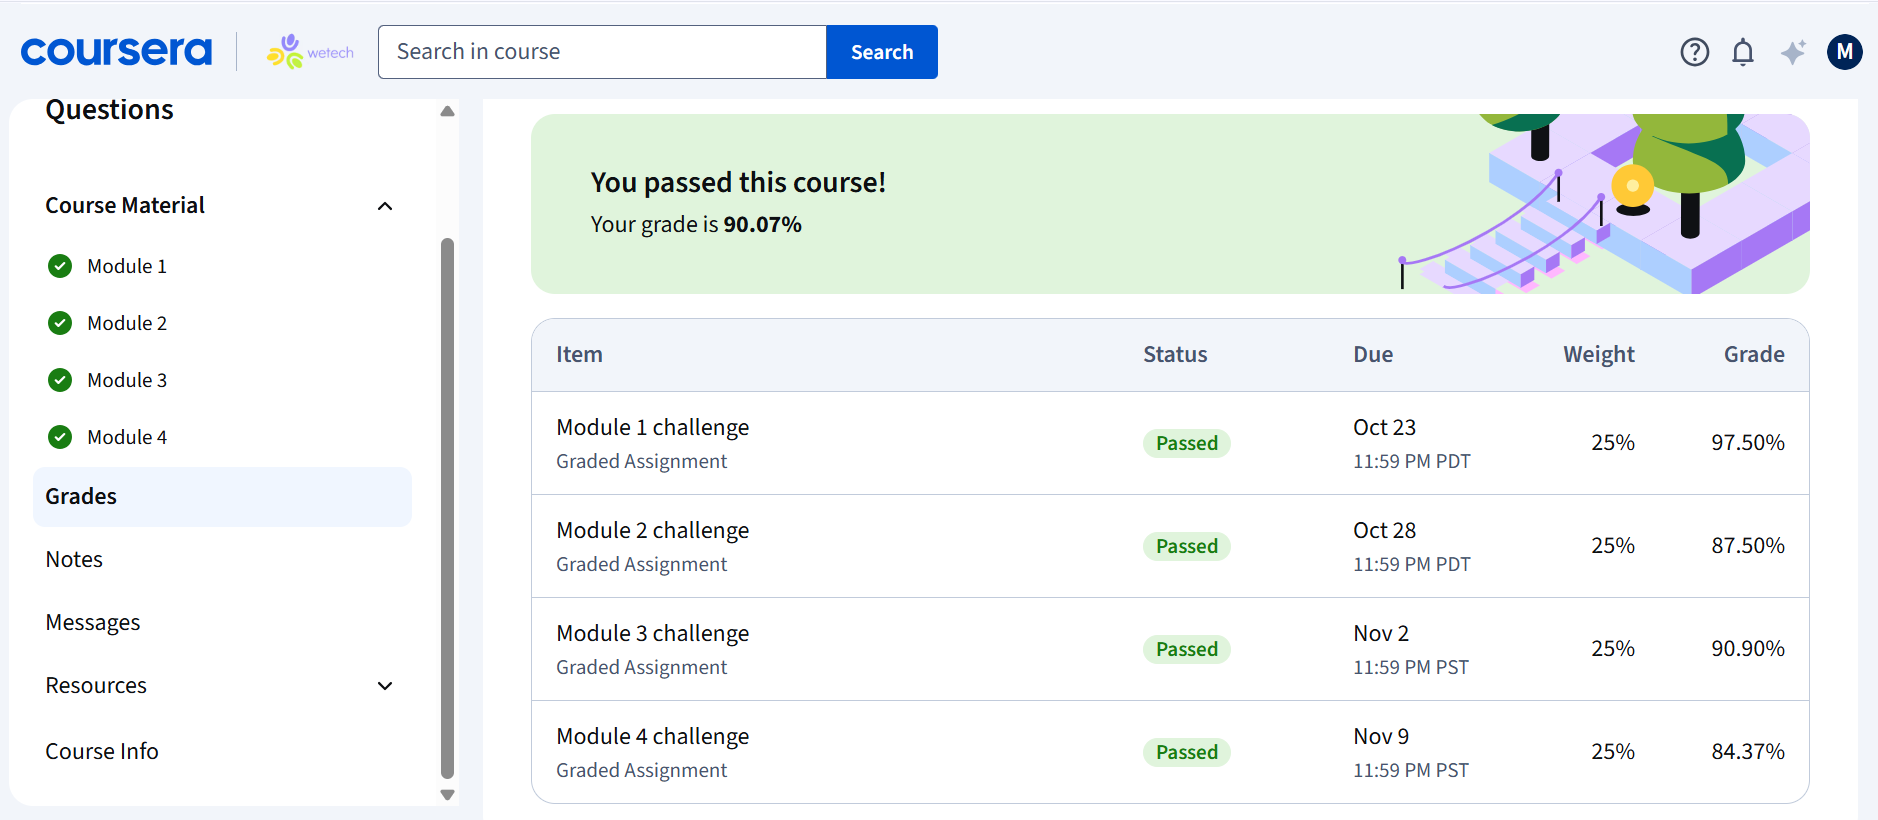 coursera
wetech
Search in course
Search
M
Questions
Course Material
Module 1
Module 2
Module 3
Module 4
Grades
Notes
Messages
Resources
Course Info
You passed this course!
Your grade is 90.07%
Item Status Due Weight Grade
Module 1 challenge
Graded Assignment
Passed
Oct 23
11:59 PM PDT
25%
97.50%
Module 2 challenge
Graded Assignment
Passed
Oct 28
11:59 PM PDT
25%
87.50%
Module 3 challenge
Graded Assignment
Passed
Nov 2
11:59 PM PST
25%
90.90%
Module 4 challenge
Graded Assignment
Passed
Nov 9
11:59 PM PST
25%
84.37%